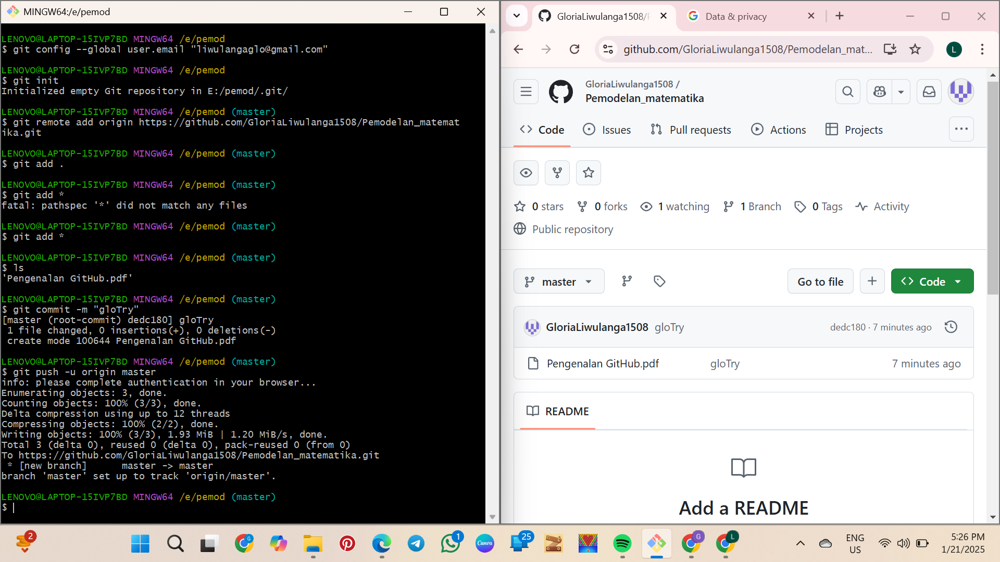 MINGW64:/e/pemod
LENOVO@LAPTOP-15IVP7BD MINGW64 /e/pemod
$ git config --global user.email "liwulangaglo@gmail.com"
LENOVO@LAPTOP-15IVP7BD MINGW64 /e/pemod
$ git init
Initialized empty Git repository in E:/pemod/.git/
LENOVO@LAPTOP-15IVP7BD MINGW64 /e/pemod (master)
$ git remote add origin https://github.com/GloriaLiwulanga1508/Pemodelan_matemat
ika.git
LENOVO@LAPTOP-15IVP7BD MINGW64 /e/pemod (master)
$ git add .
LENOVO@LAPTOP-15IVP7BD MINGW64 /e/pemod (master)
$ git add *
fatal: pathspec '*' did not match any files
LENOVO@LAPTOP-15IVP7BD MINGW64 /e/pemod (master)
$ git add *
LENOVO@LAPTOP-15IVP7BD MINGW64 /e/pemod (master)
$ ls
'Pengenalan GitHub.pdf'
LENOVO@LAPTOP-15IVP7BD MINGW64 /e/pemod (master)
$ git commit -m "gloTry"
[master (root-commit) dedc180] gloTry
1 file changed, 0 insertions(+), 0 deletions(-)
create mode 100644 Pengenalan GitHub.pdf
LENOVO@LAPTOP-15IVP7BD MINGW64 /e/pemod (master)
$ git push -u origin master
info: please complete authentication in your browser...
Enumerating objects: 3, done.
Counting objects: 100% (3/3), done.
Delta compression using up to 12 threads
Compressing objects: 100% (2/2), done.
Writing objects: 100% (3/3), 1.93 MiB | 1.20 MiB/s, done.
Total 3 (delta 0), reused 0 (delta 0), pack-reused 0 (from 0)
To https://github.com/GloriaLiwulanga1508/Pemodelan_matematika.git
* [new branch] master -> master
branch 'master' set up to track 'origin/master'.
LENOVO@LAPTOP-15IVP7BD MINGW64 /e/pemod (master)
$
GloriaLiwulanga1508/P
Data & privacy
github.com/GloriaLiwulanga1508/Pemodelan_mat...
L
GloriaLiwulanga1508 /
Pemodelan_matematika
Code Issues Pull requests Actions Projects
0 stars 0 forks 1 watching 1 Branch 0 Tags Activity
Public repository
master Go to file Code
GloriaLiwulanga1508 gloTry dedc180 · 7 minutes ago
Pengenalan GitHub.pdf gloTry 7 minutes ago
README
Add a README
2
G
1
Canva
25
G
L
ENG
US
5:26 PM
1/21/2025